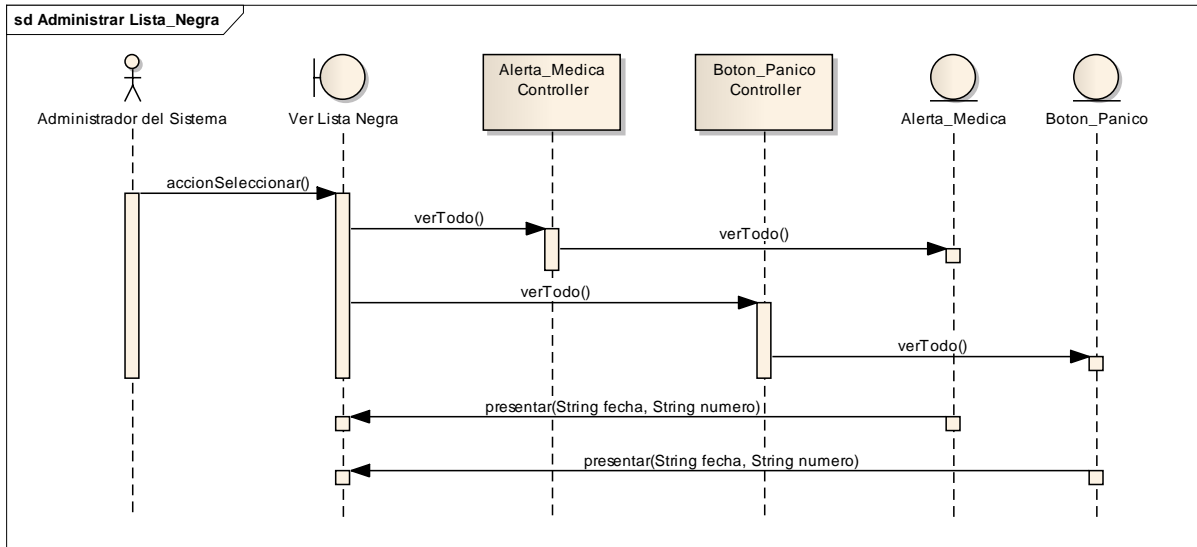 sd Administrar Lista_Negra
Administrador del Sistema
Ver Lista Negra
Alerta_Medica
Controller
Boton_Panico
Controller
Alerta_Medica
Boton_Panico
accionSeleccionar()
verTodo()
verTodo()
verTodo()
verTodo()
presentar(String fecha, String numero)
presentar(String fecha, String numero)